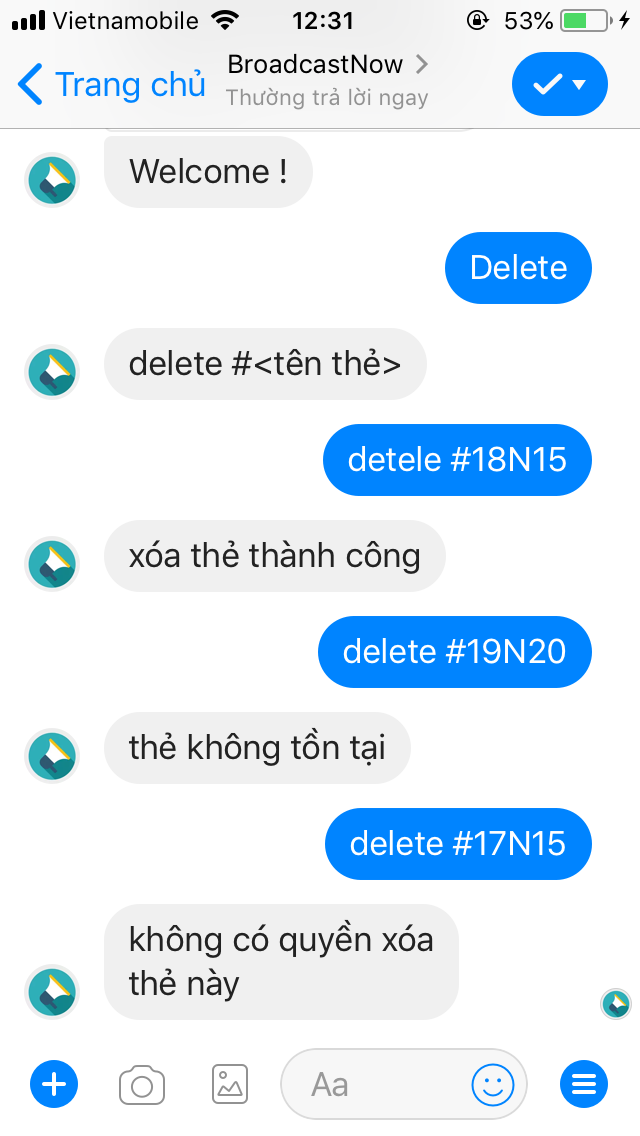 Vietnamobile 12:31 53%
Trang chủ BroadcastNow
Thường trả lời ngay
Welcome !
Delete
delete #<tên thẻ>
detele #18N15
xóa thẻ thành công
delete #19N20
thẻ không tồn tại
delete #17N15
không có quyền xóa
thẻ này
Aa